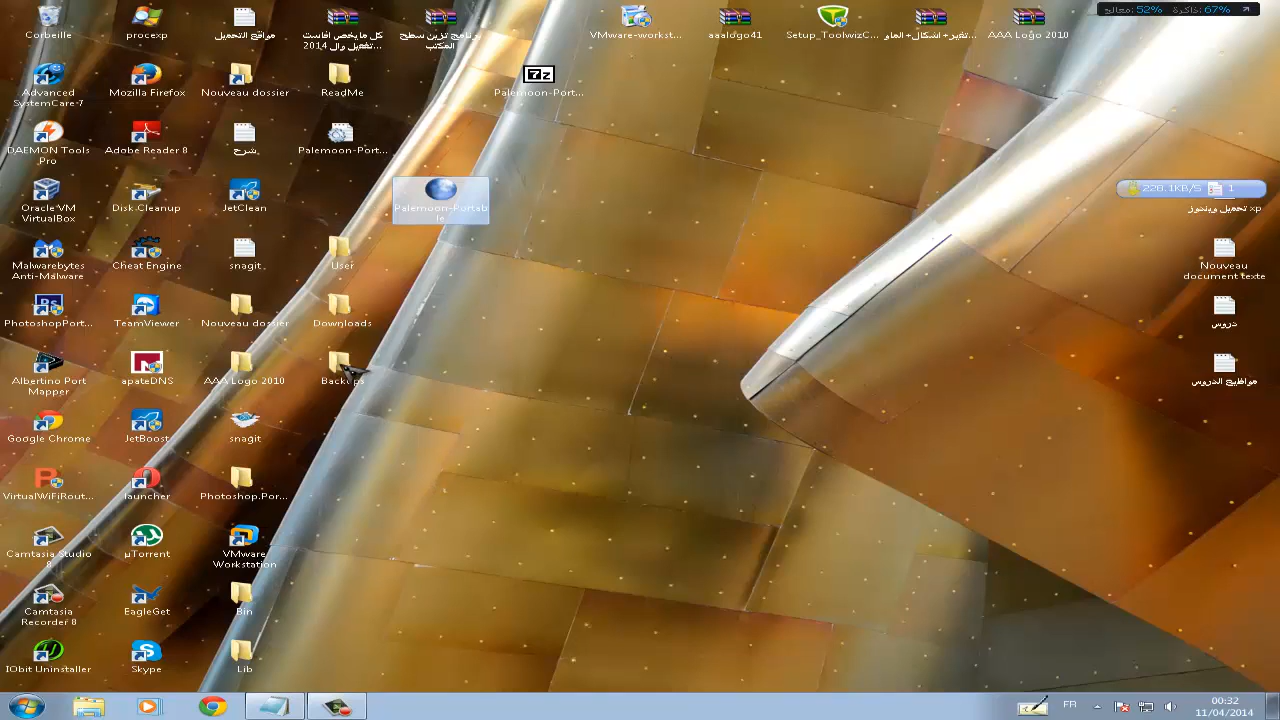 Corbeille
procexp
مواقع التحميل
كل ما يخص افاست
...تفعيل وال 2014
برنامج تزين سطح
المكتب
VMware-workst...
aaalogo41
Setup_ToolwizC...
AAA Logo 2010
معالج: 52% ذاكرة: 67%
Advanced
SystemCare-7
Mozilla Firefox
Nouveau dossier
ReadMe
Palemoon-Port...
DAEMON Tools
Pro
Adobe Reader 8
شرح
Palemoon-Port...
Oracle VM
VirtualBox
Disk-Cleanup
JetClean
Palemoon-Portab
le
1
تحميل ويندوز xp
Malwarebytes
Anti-Malware
Cheat Engine
snagit
User
Nouveau
document texte
PhotoshopPort...
TeamViewer
Nouveau dossier
Downloads
دروس
Albertino Port
Mapper
apateDNS
AAA Logo 2010
Backups
مواظيع الدروس
Google Chrome
JetBoost
snagit
VirtualWiFiRout...
launcher
Photoshop.Por...
Camtasia Studio
8
µTorrent
VMware
Workstation
Camtasia
Recorder 8
EagleGet
Bin
IObit Uninstaller
Skype
Lib
FR
00:32
11/04/2014